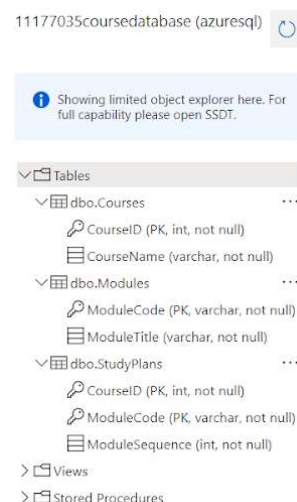 11177035coursedatabase (azuresql)
Showing limited object explorer here. For
full capability please open SSDT.
Tables
dbo.Courses
CourseID (PK, int, not null)
CourseName (varchar, not null)
dbo.Modules
ModuleCode (PK, varchar, not null)
ModuleTitle (varchar, not null)
dbo.StudyPlans
CourseID (PK, int, not null)
ModuleCode (PK, varchar, not null)
ModuleSequence (int, not null)
Views
Stored Procedures